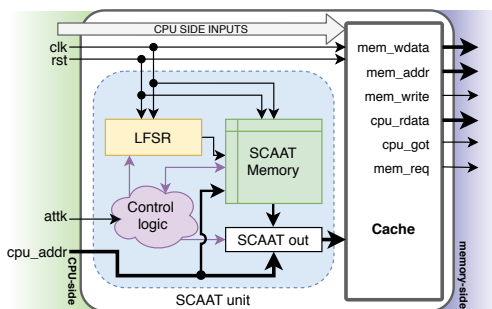 CPU SIDE INPUTS
clk
rst
mem_wdata
mem_addr
mem_write
cpu_rdata
cpu_got
mem_req
LFSR
SCAAT
Memory
Control
logic
attk
cpu_addr
SCAAT out
Cache
SCAAT unit
CPU-side
memory-side